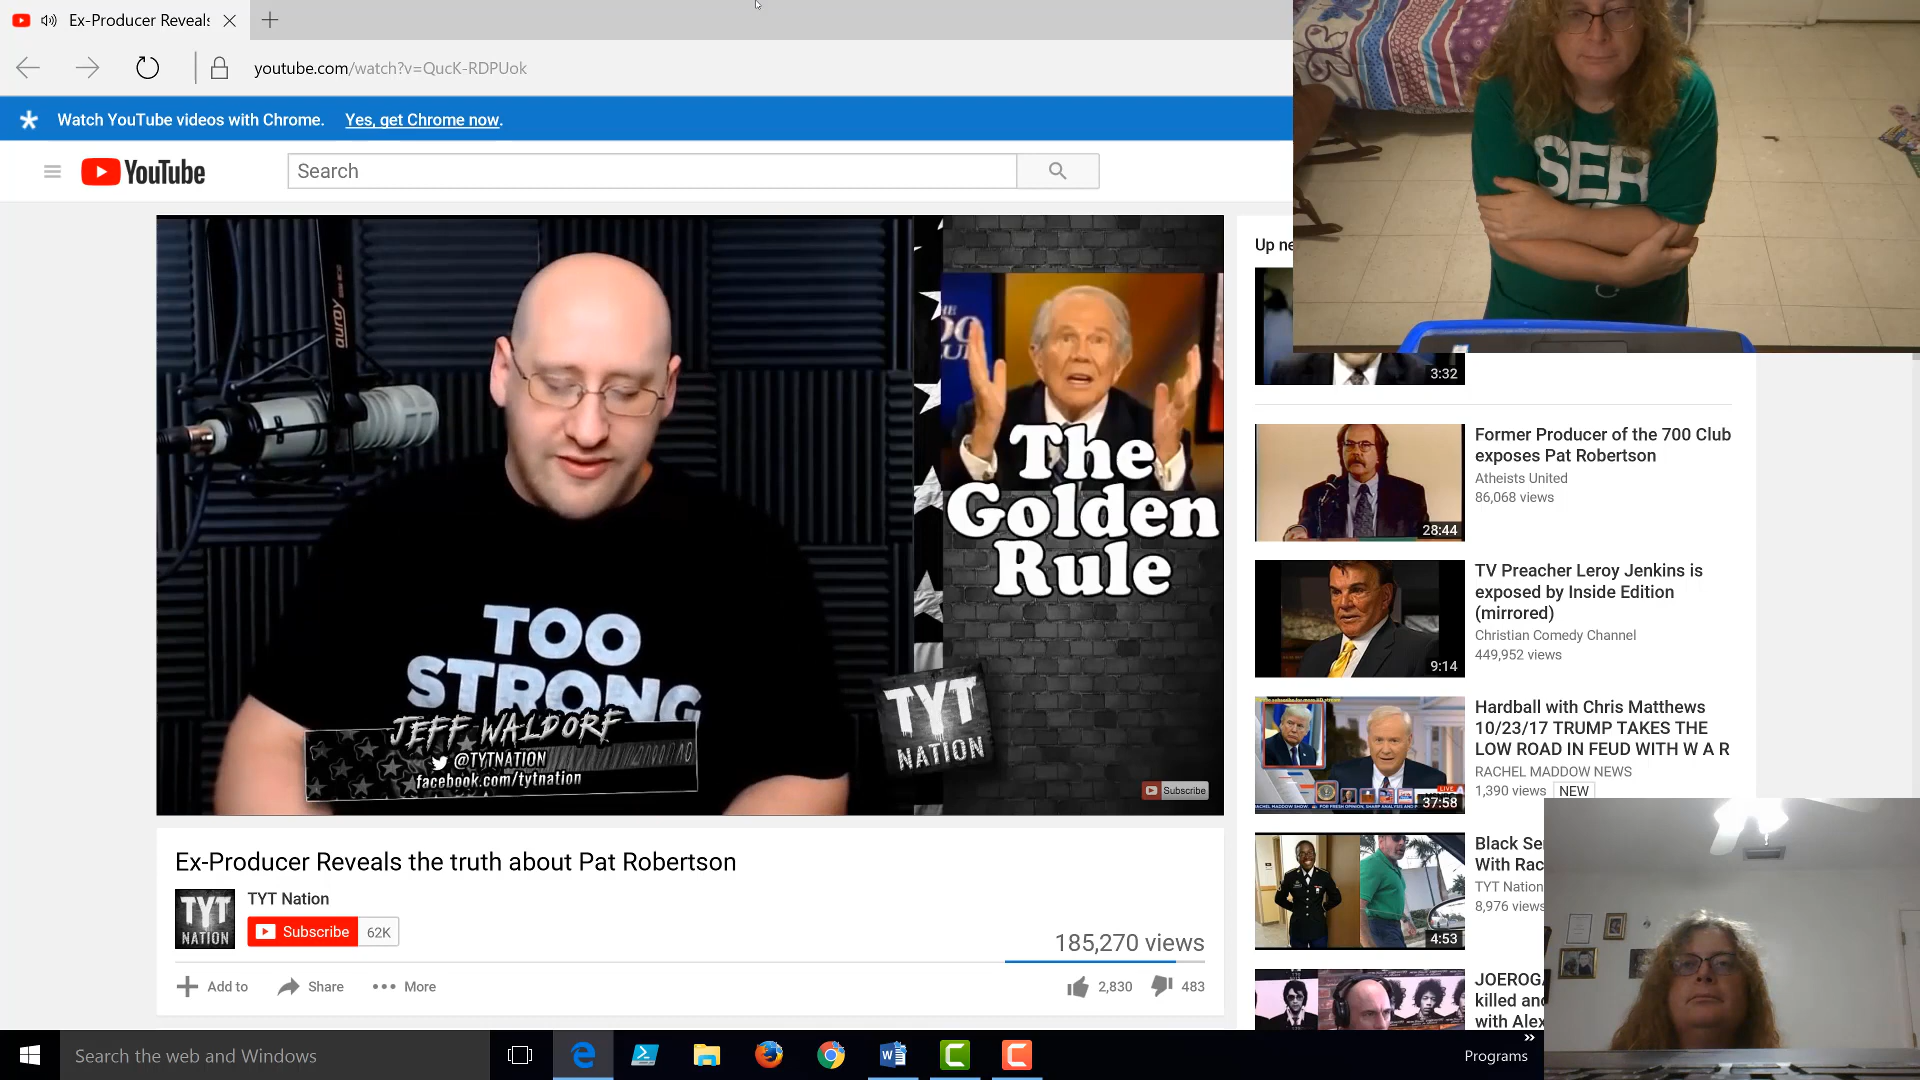 Ex-Producer Reveals
youtube.com/watch?v=QucK-RDPUok
Watch YouTube videos with Chrome. Yes, get Chrome now.
YouTube
Search
SER
Up ne
THE
700
The
Golden
Rule
TOO
STRONG
JEFF WALDORF
@TYTNATION
facebook.com/tytnation
TYT
NATION
Subscribe
3:32
Former Producer of the 700 Club
exposes Pat Robertson
Atheists United
86,068 views
28:44
TV Preacher Leroy Jenkins is
exposed by Inside Edition
(mirrored)
Christian Comedy Channel
449,952 views
9:14
Hardball with Chris Matthews
10/23/17 TRUMP TAKES THE
LOW ROAD IN FEUD WITH W A R
RACHEL MADDOW NEWS
1,390 views NEW
37:58
Black Se
With Rac
TYT Nation
8,976 views
4:53
JOEROGA
killed and
with Alex
Ex-Producer Reveals the truth about Pat Robertson
TYT
NATION
TYT Nation
Subscribe 62K
185,270 views
Add to Share More
2,830 483
Search the web and Windows
Programs